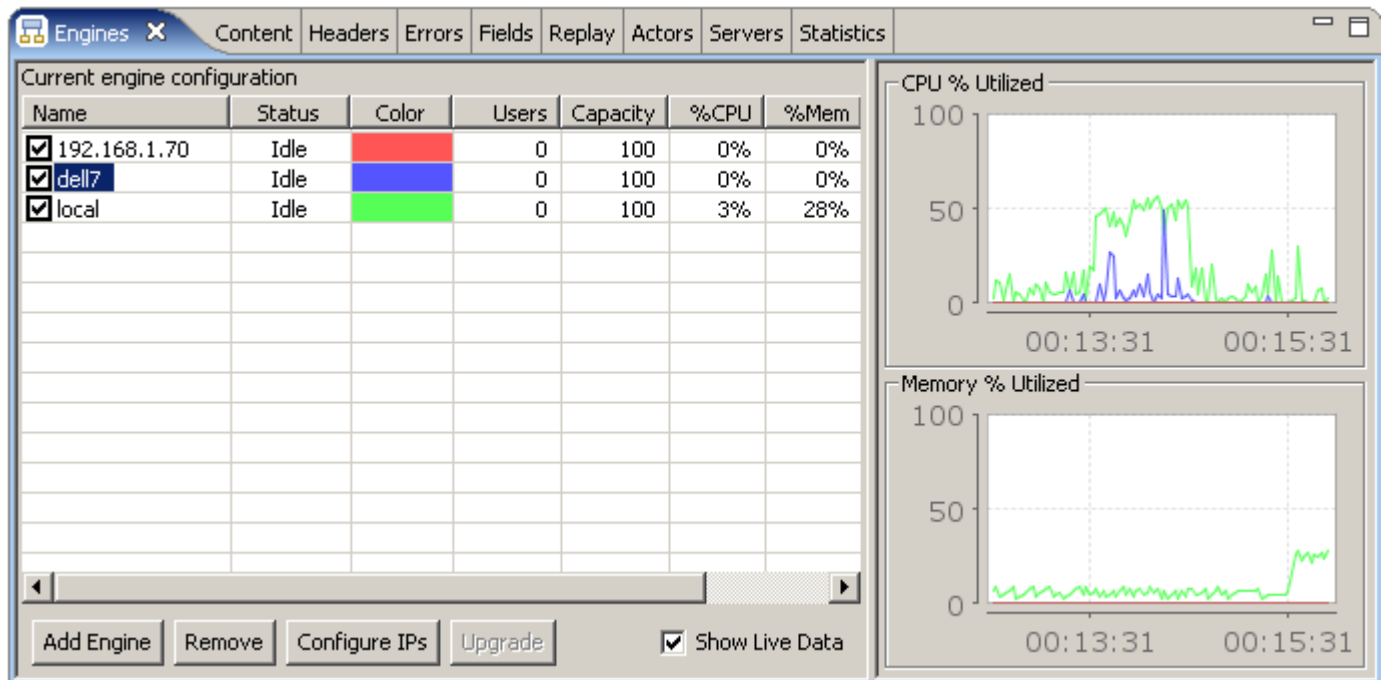 Engines Content Headers Errors Fields Replay Actors Servers Statistics
Current engine configuration
Name Status Color Users Capacity %CPU %Mem
192.168.1.70 Idle 0 100 0% 0%
dell7 Idle 0 100 0% 0%
local Idle 0 100 3% 28%
Add Engine Remove Configure IPs Upgrade Show Live Data
CPU % Utilized
100
50
0
00:13:31 00:15:31
Memory % Utilized
100
50
0
00:13:31 00:15:31